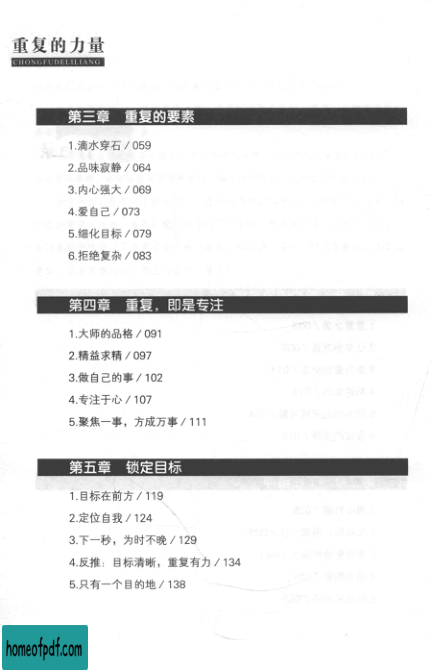 重复的力量
CHONGFUDELILIANG
第三章 重复的要素
1.滴水穿石/059
2.品味寂静/064
3.内心强大/069
4.爱自己/073
5.细化目标/079
6.拒绝复杂/083
第四章 重复，即是专注
1.大师的品格/091
2.精益求精/097
3.做自己的事/102
4.专注于心/107
5.聚焦一事，方成万事/111
第五章 锁定目标
1.目标在前方/119
2.定位自我/124
3.下一秒，为时不晚/129
4.反推：目标清晰，重复有力/134
5.只有一个目的地/138
homeofpdf.com